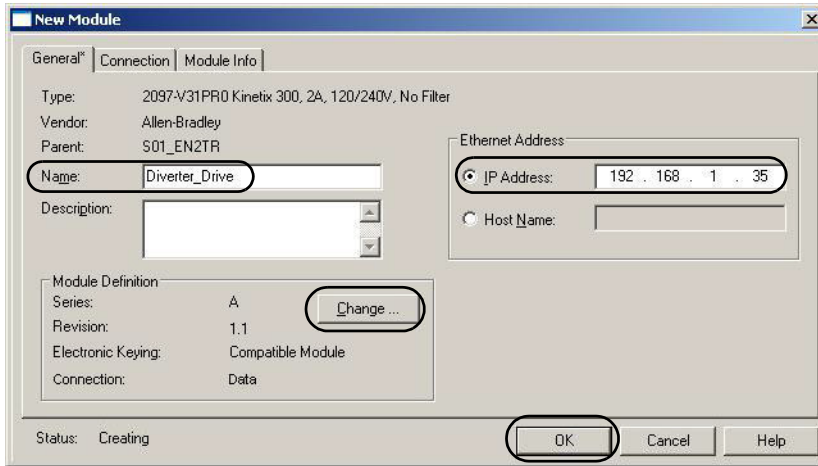 New Module
General* Connection Module Info
Type: 2097-V31PR0 Kinetix 300, 2A, 120/240V, No Filter
Vendor: Allen-Bradley
Parent: S01_EN2TR
Name: Diverter_Drive
Description:
Ethernet Address
IP Address: 192 . 168 . 1 . 35
Host Name:
Module Definition
Series: A
Change ...
Revision: 1.1
Electronic Keying: Compatible Module
Connection: Data
Status: Creating
OK Cancel Help